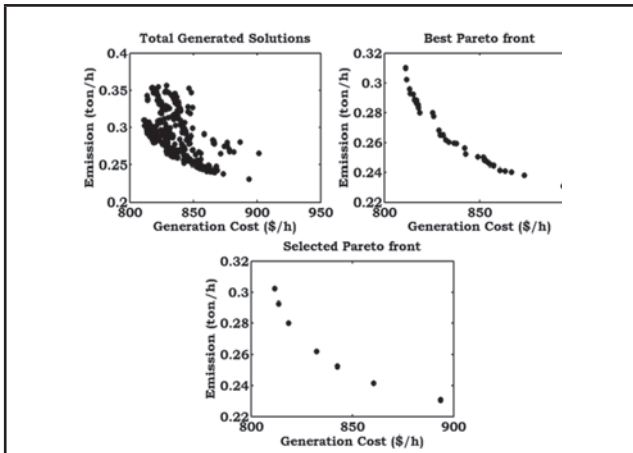 Total Generated Solutions
Emission (ton/h)
0.4
0.35
0.3
0.25
0.2
800 850 900 950
Generation Cost ($/h)
Best Pareto front
Emission (ton/h)
0.32
0.3
0.28
0.26
0.24
0.22
800 850
Generation Cost ($/h)
Selected Pareto front
Emission (ton/h)
0.32
0.3
0.28
0.26
0.24
0.22
800 850 900
Generation Cost ($/h)